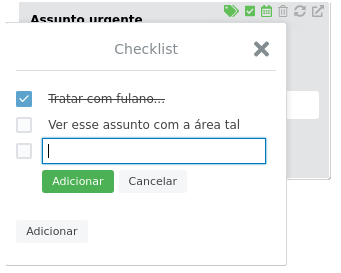 Assunto urgente
Checklist
Tratar com fulano...
Ver esse assunto com a área tal
Adicionar Cancelar
Adicionar